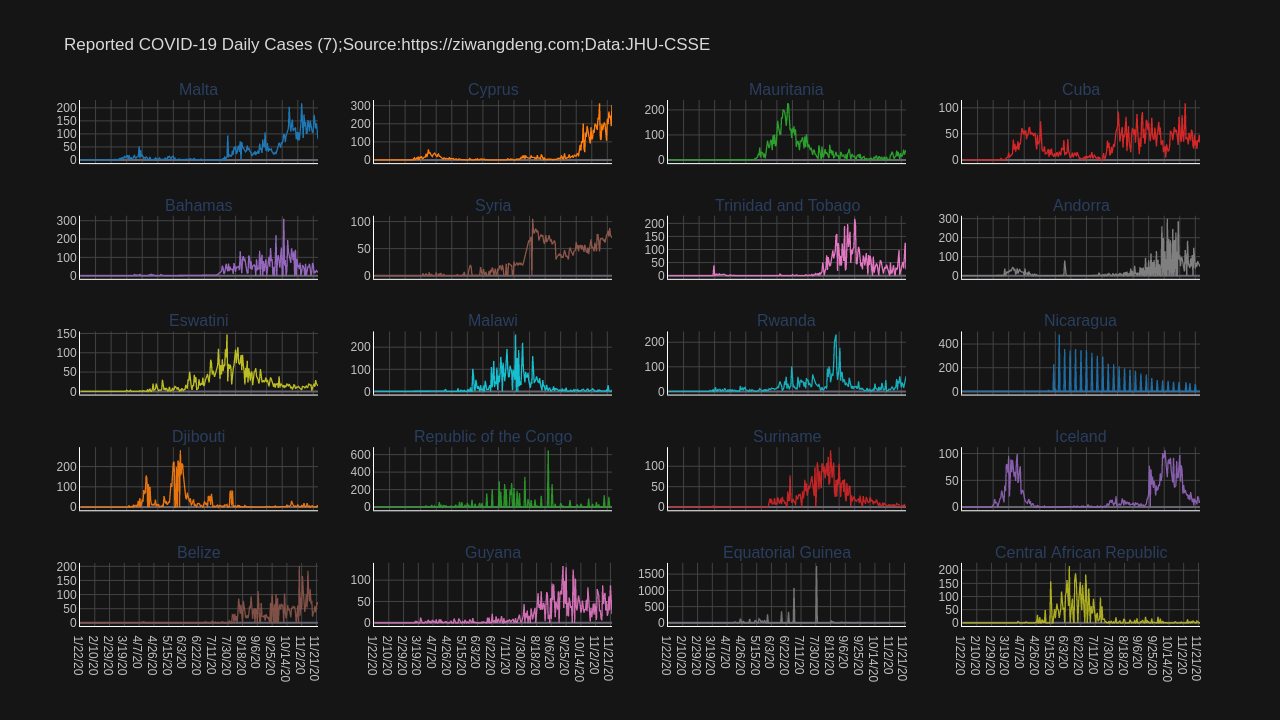 Reported COVID-19 Daily Cases (7);Source:https://ziwangdeng.com;Data:JHU-CSSE
Malta
200
150
100
50
0
Cyprus
300
200
100
0
Mauritania
200
100
0
Cuba
100
50
0
Bahamas
300
200
100
0
Syria
100
50
0
Trinidad and Tobago
200
150
100
50
0
Andorra
300
200
100
0
Eswatini
150
100
50
0
Malawi
200
100
0
Rwanda
200
100
0
Nicaragua
400
200
0
Djibouti
200
100
0
Republic of the Congo
600
400
200
0
Suriname
100
50
0
Iceland
100
50
0
Belize
200
150
100
50
0
Guyana
100
50
0
Equatorial Guinea
1500
1000
500
0
Central African Republic
200
150
100
50
0
1/22/20 2/10/20 2/29/20 3/19/20 4/7/20 4/26/20 5/15/20 6/3/20 6/22/20 7/11/20 7/30/20 8/18/20 9/6/20 9/25/20 10/14/20 11/2/20 11/21/20
1/22/20 2/10/20 2/29/20 3/19/20 4/7/20 4/26/20 5/15/20 6/3/20 6/22/20 7/11/20 7/30/20 8/18/20 9/6/20 9/25/20 10/14/20 11/2/20 11/21/20
1/22/20 2/10/20 2/29/20 3/19/20 4/7/20 4/26/20 5/15/20 6/3/20 6/22/20 7/11/20 7/30/20 8/18/20 9/6/20 9/25/20 10/14/20 11/2/20 11/21/20
1/22/20 2/10/20 2/29/20 3/19/20 4/7/20 4/26/20 5/15/20 6/3/20 6/22/20 7/11/20 7/30/20 8/18/20 9/6/20 9/25/20 10/14/20 11/2/20 11/21/20